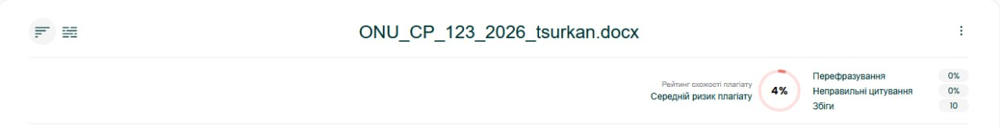 ONU_CP_123_2026_tsurkan.docx
Рейтинг схожості плагіату
Середній ризик плагіату
4%
Перефразування 0%
Неправильні цитування 0%
Збіги 10